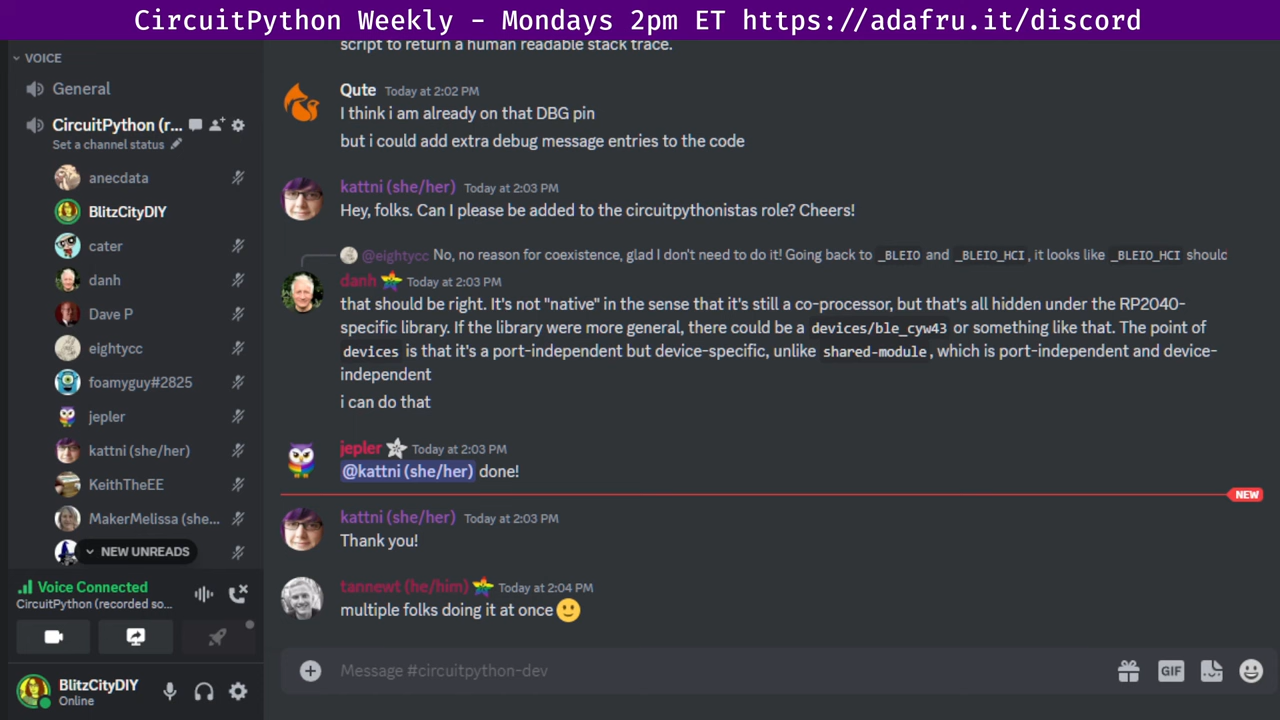 CircuitPython Weekly - Mondays 2pm ET https://adafru.it/discord
VOICE
General
CircuitPython (r...
Set a channel status
anecdata
BlitzCityDIY
cater
danh
Dave P
eightycc
foamyguy#2825
jepler
kattni (she/her)
KeithTheEE
MakerMelissa (she...
NEW UNREADS
Voice Connected
CircuitPython (recorded so...
BlitzCityDIY
Online
script to return a human readable stack trace.
Qute Today at 2:02 PM
I think i am already on that DBG pin
but i could add extra debug message entries to the code
kattni (she/her) Today at 2:03 PM
Hey, folks. Can I please be added to the circuitpythonistas role? Cheers!
@eightycc No, no reason for coexistence, glad I don't need to do it! Going back to _BLEIO and _BLEIO_HCI, it looks like _BLEIO_HCI should
danh Today at 2:03 PM
that should be right. It's not "native" in the sense that it's still a co-processor, but that's all hidden under the RP2040-
specific library. If the library were more general, there could be a devices/ble_cyw43 or something like that. The point of
devices is that it's a port-independent but device-specific, unlike shared-module, which is port-independent and device-
independent
i can do that
jepler Today at 2:03 PM
@kattni (she/her) done!
NEW
kattni (she/her) Today at 2:03 PM
Thank you!
tannewt (he/him) Today at 2:04 PM
multiple folks doing it at once
Message #circuitpython-dev
GIF